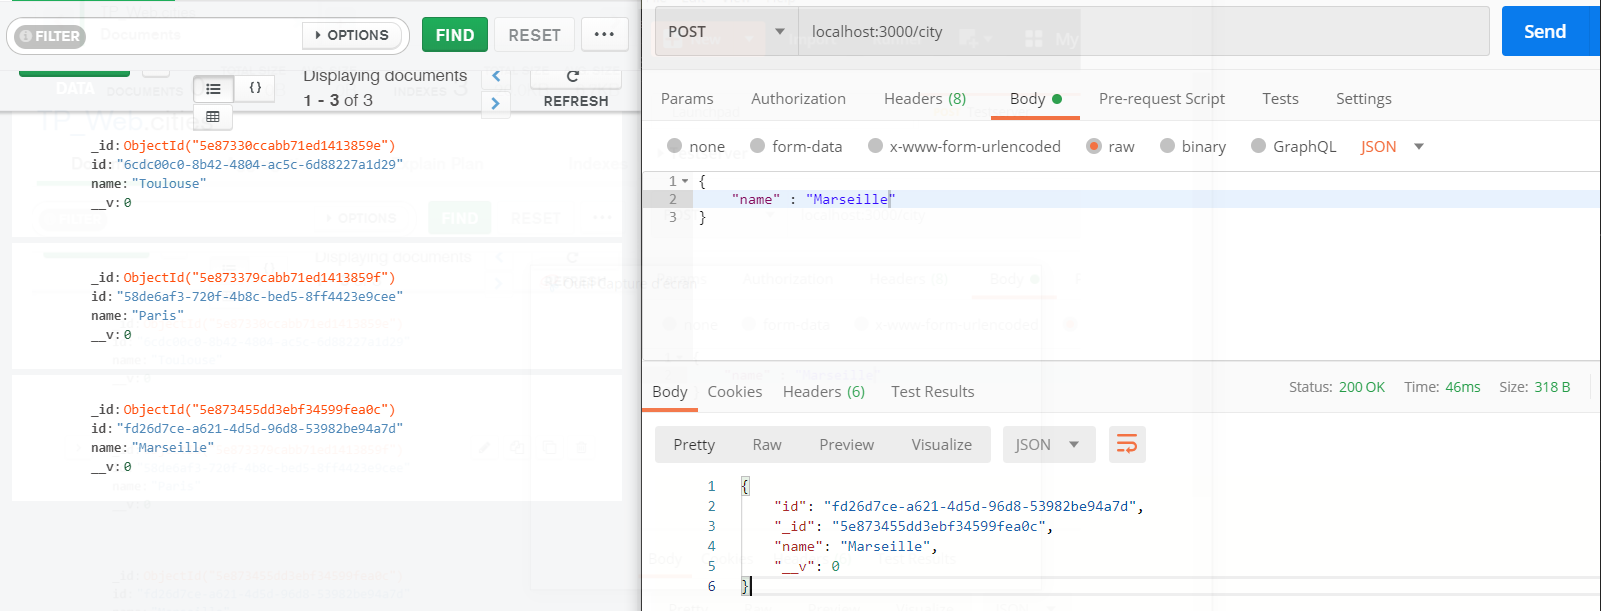 FILTER
OPTIONS
FIND
RESET
Displaying documents
1 - 3 of 3
{}
REFRESH
TP_Web.cities
_id: ObjectId("5e87330ccabb71ed1413859e")
id: "6cdc00c0-8b42-4804-ac5c-6d88227a1d29"
name: "Toulouse"
__v: 0
_id: ObjectId("5e873379cabb71ed1413859f")
id: "58de6af3-720f-4b8c-bed5-8ff4423e9cee"
name: "Paris"
__v: 0
_id: ObjectId("5e873455dd3ebf34599fea0c")
id: "fd26d7ce-a621-4d5d-96d8-53982be94a7d"
name: "Marseille"
__v: 0
POST
localhost:3000/city
Send
Params Authorization Headers (8) Body Pre-request Script Tests Settings
none form-data x-www-form-urlencoded raw binary GraphQL JSON
1 {
2 "name" : "Marseille"
3 }
Body Cookies Headers (6) Test Results Status: 200 OK Time: 46ms Size: 318 B
Pretty Raw Preview Visualize JSON
1 {
2 "id": "fd26d7ce-a621-4d5d-96d8-53982be94a7d",
3 "_id": "5e873455dd3ebf34599fea0c",
4 "name": "Marseille",
5 "__v": 0
6 }